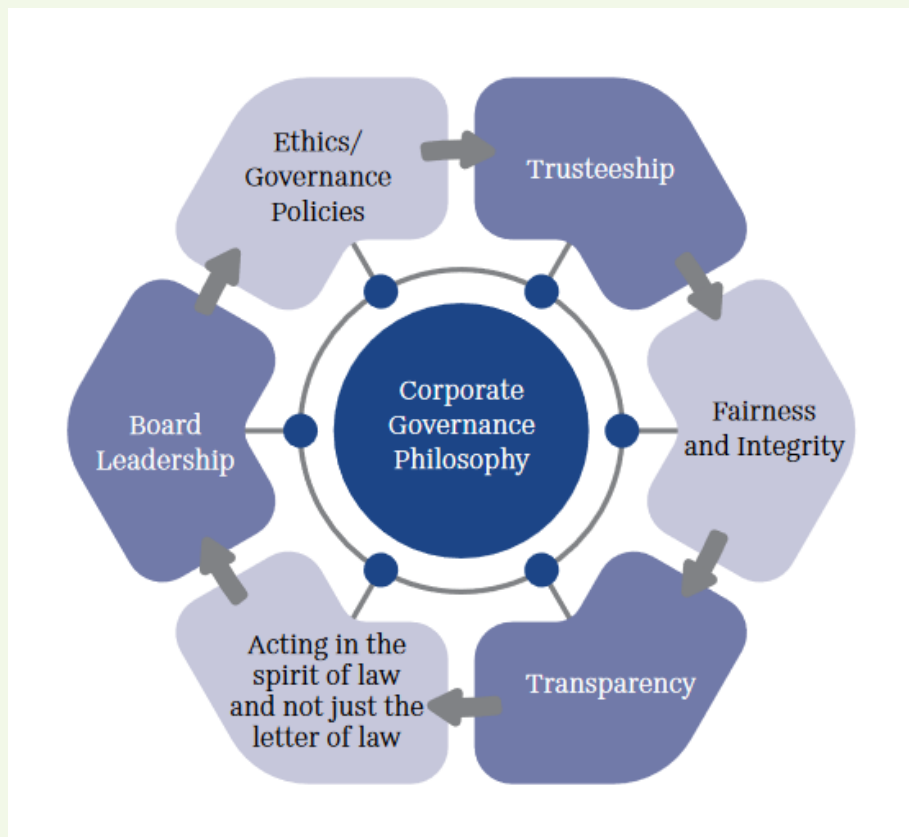 Ethics/
Governance
Policies
Trusteeship
Fairness
and Integrity
Transparency
Acting in the
spirit of law
and not just the
letter of law
Board
Leadership
Corporate
Governance
Philosophy